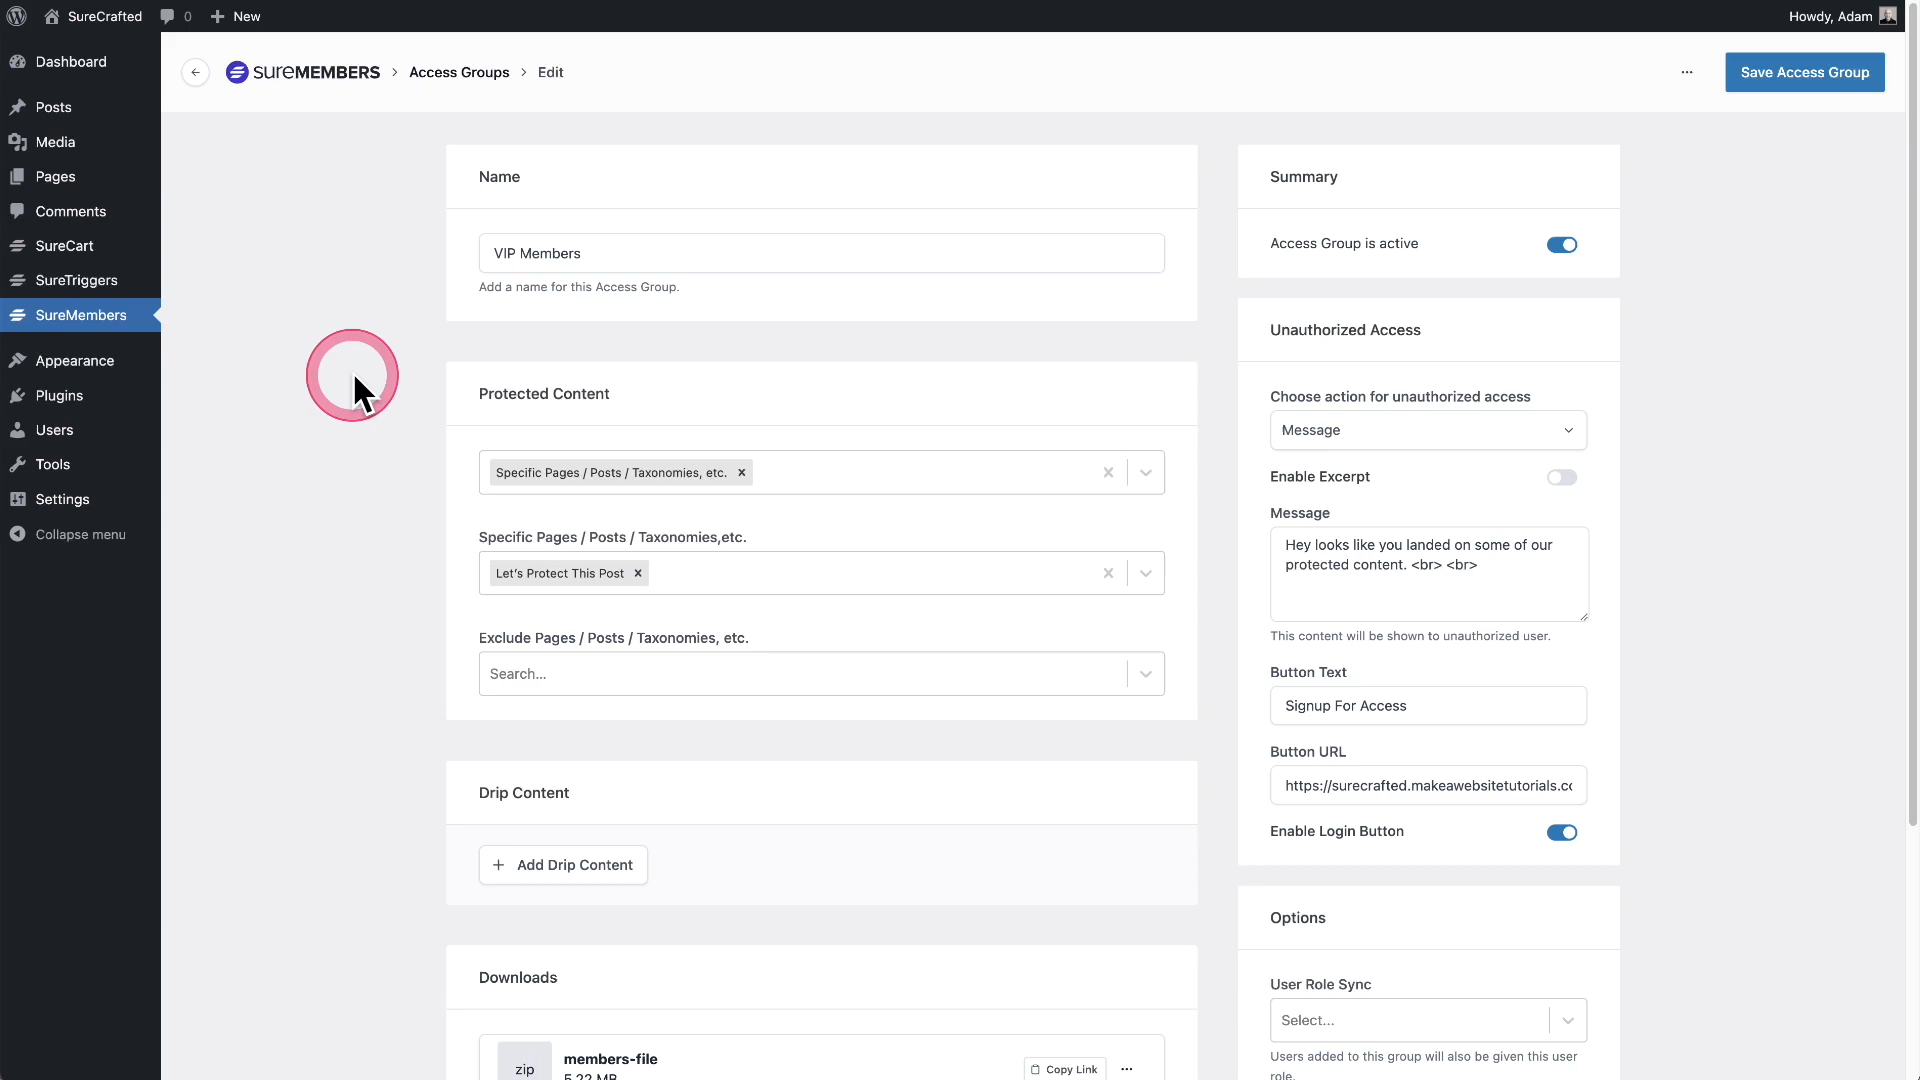 SureCrafted
0
New
Howdy, Adam
Dashboard
Posts
Media
Pages
Comments
SureCart
SureTriggers
SureMembers
Appearance
Plugins
Users
Tools
Settings
Collapse menu
sureMEMBERS > Access Groups > Edit
Save Access Group
Name
VIP Members
Add a name for this Access Group.
Protected Content
Specific Pages / Posts / Taxonomies, etc.
Specific Pages / Posts / Taxonomies,etc.
Let's Protect This Post
Exclude Pages / Posts / Taxonomies, etc.
Search...
Drip Content
+ Add Drip Content
Downloads
zip
members-file
5.22 MB
Copy Link
Summary
Access Group is active
Unauthorized Access
Choose action for unauthorized access
Message
Enable Excerpt
Message
Hey looks like you landed on some of our
protected content. <br> <br>
This content will be shown to unauthorized user.
Button Text
Signup For Access
Button URL
https://surecrafted.makeawebsitetutorials.cc
Enable Login Button
Options
User Role Sync
Select...
Users added to this group will also be given this user
role.